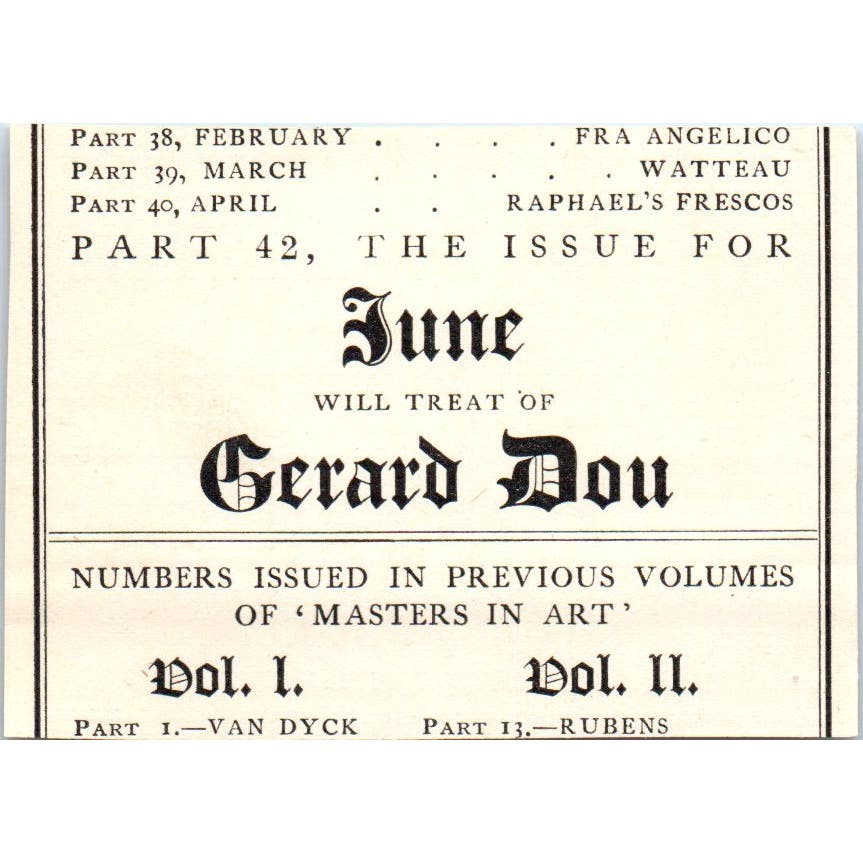 PART 38, FEBRUARY . . . . FRA ANGELICO
PART 39, MARCH . . . . . WATTEAU
PART 40, APRIL . . RAPHAEL'S FRESCOS
PART 42, THE ISSUE FOR
June
WILL TREAT OF
Gerard Dou
NUMBERS ISSUED IN PREVIOUS VOLUMES
OF ‘MASTERS IN ART’
Vol. I. Vol. II.
PART 1.—VAN DYCK PART 13.—RUBENS